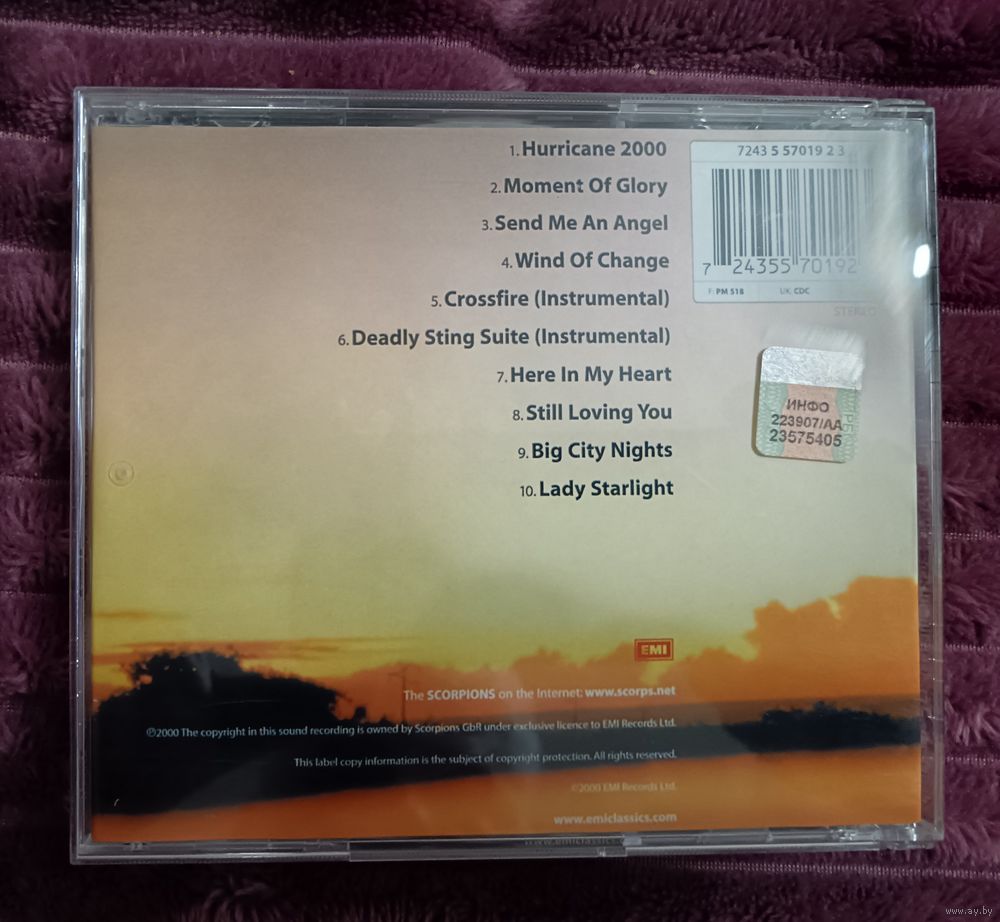 1. Hurricane 2000
2. Moment Of Glory
3. Send Me An Angel
4. Wind Of Change
5. Crossfire (Instrumental)
6. Deadly Sting Suite (Instrumental)
7. Here In My Heart
8. Still Loving You
9. Big City Nights
10. Lady Starlight
7243 5 57019 2 3
7 24355 70192
F: PM 518 UK: CDC
STEREO
ИНФО
223907/АА
23575405
EMI
The SCORPIONS on the Internet: www.scorps.net
℗2000 The copyright in this sound recording is owned by Scorpions GbR under exclusive licence to EMI Records Ltd.
This label copy information is the subject of copyright protection. All rights reserved.
©2000 EMI Records Ltd.
www.emiclassics.com
www.ay.by